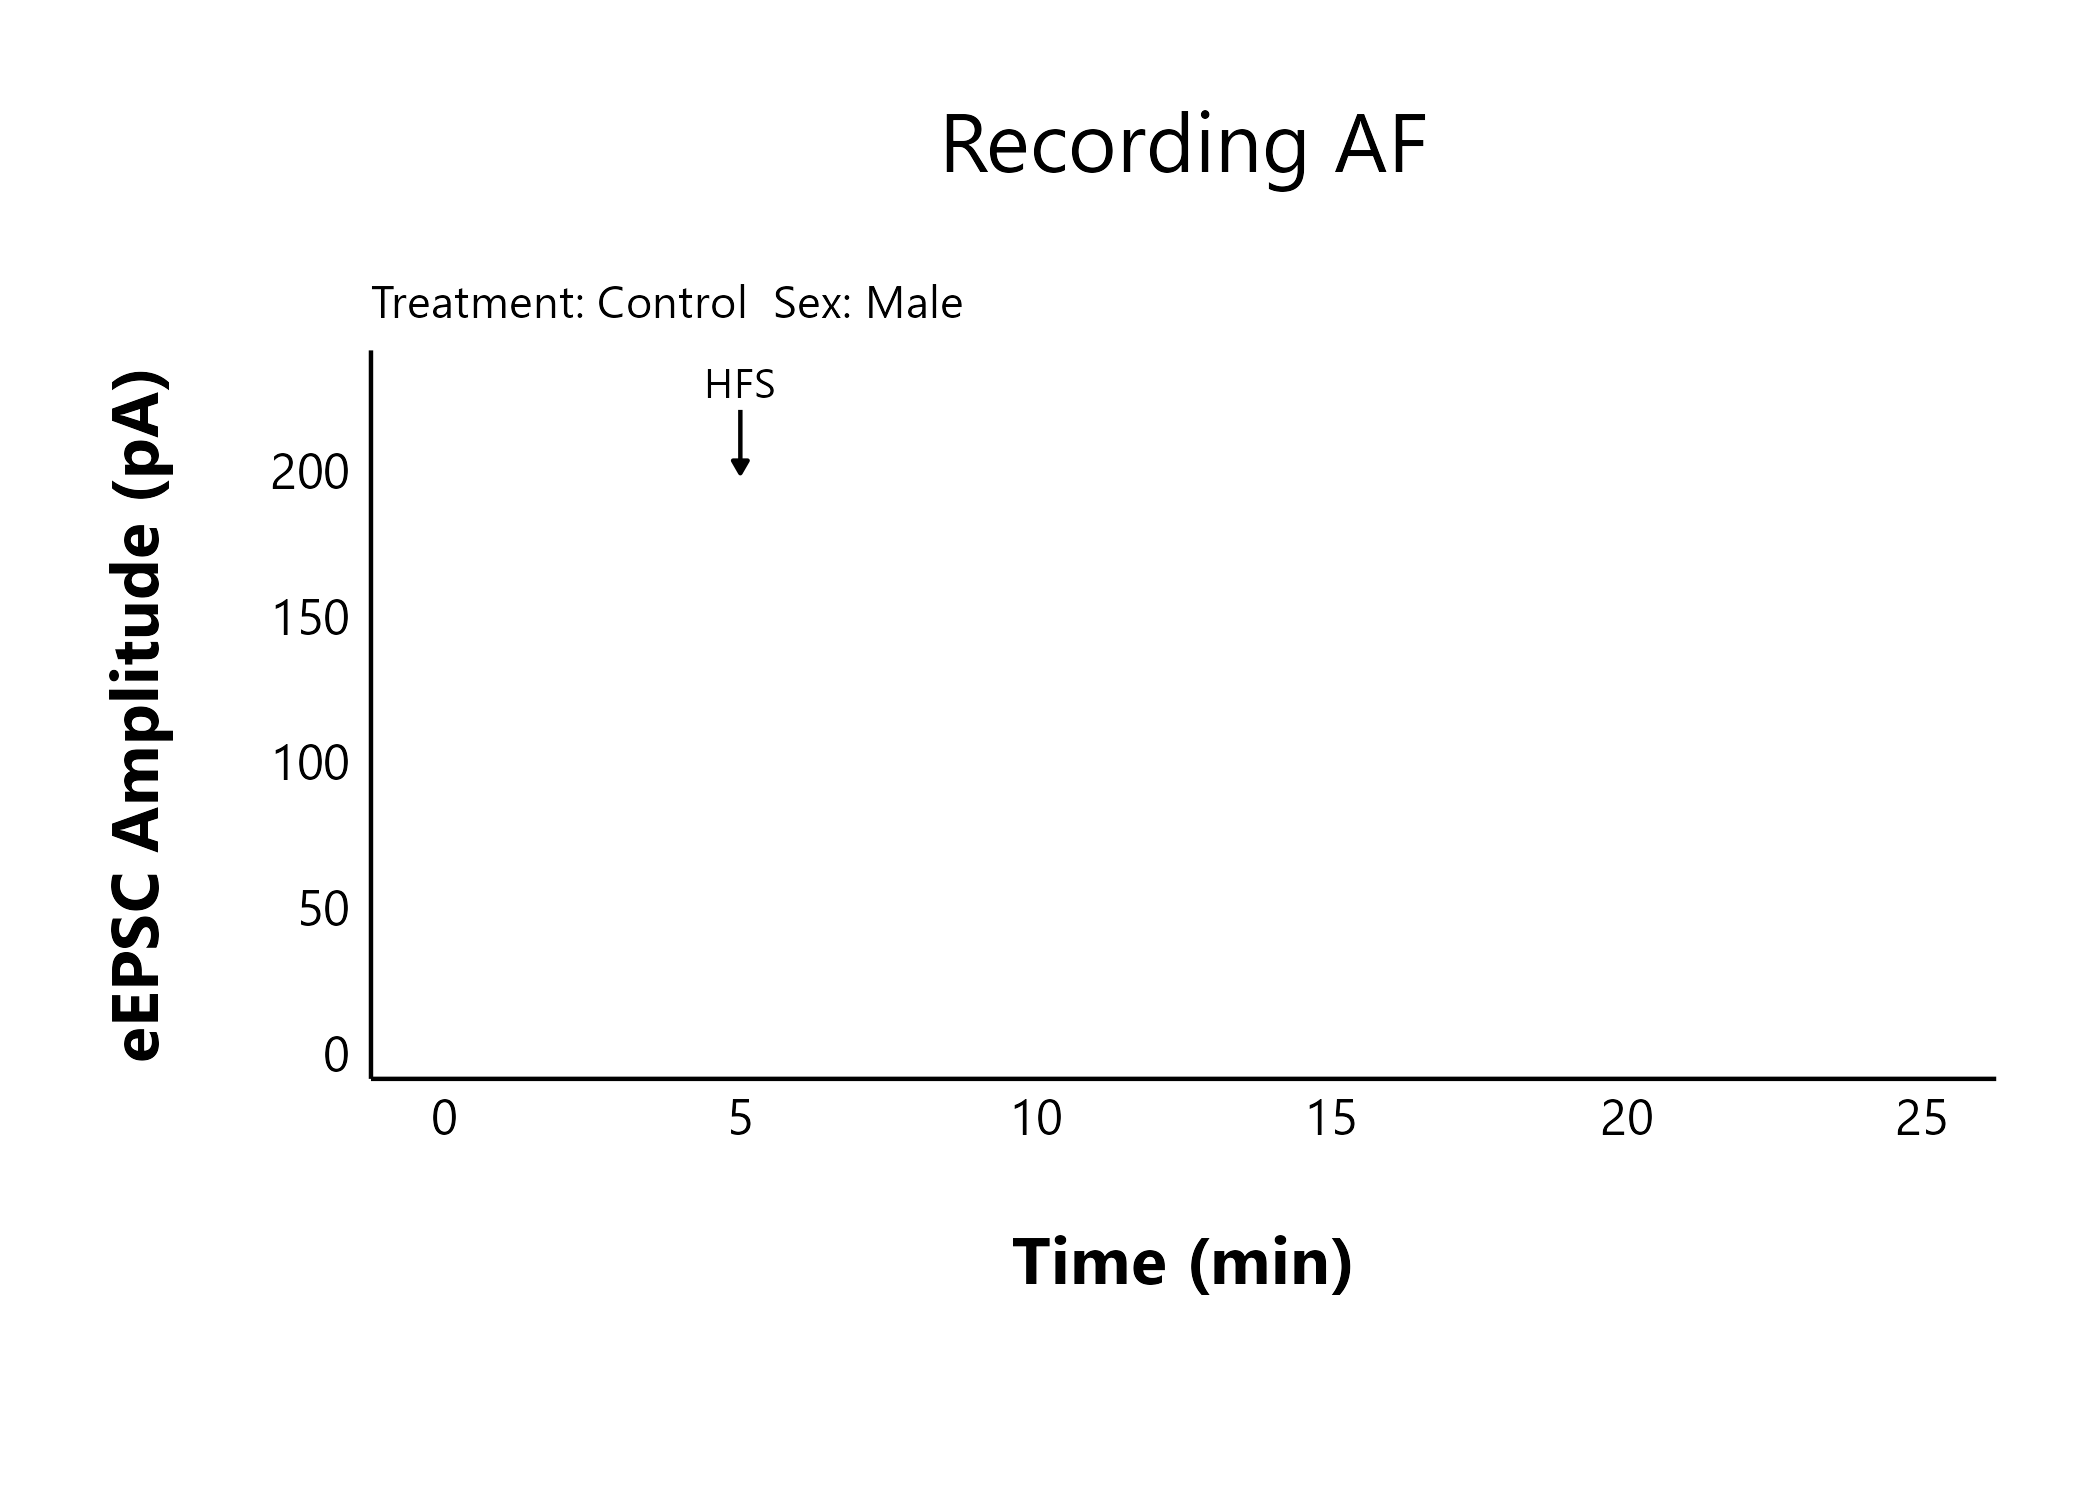 Recording AF
Treatment: Control  Sex: Male
HFS
eEPSC Amplitude (pA)
200
150
100
50
0
0 5 10 15 20 25
Time (min)